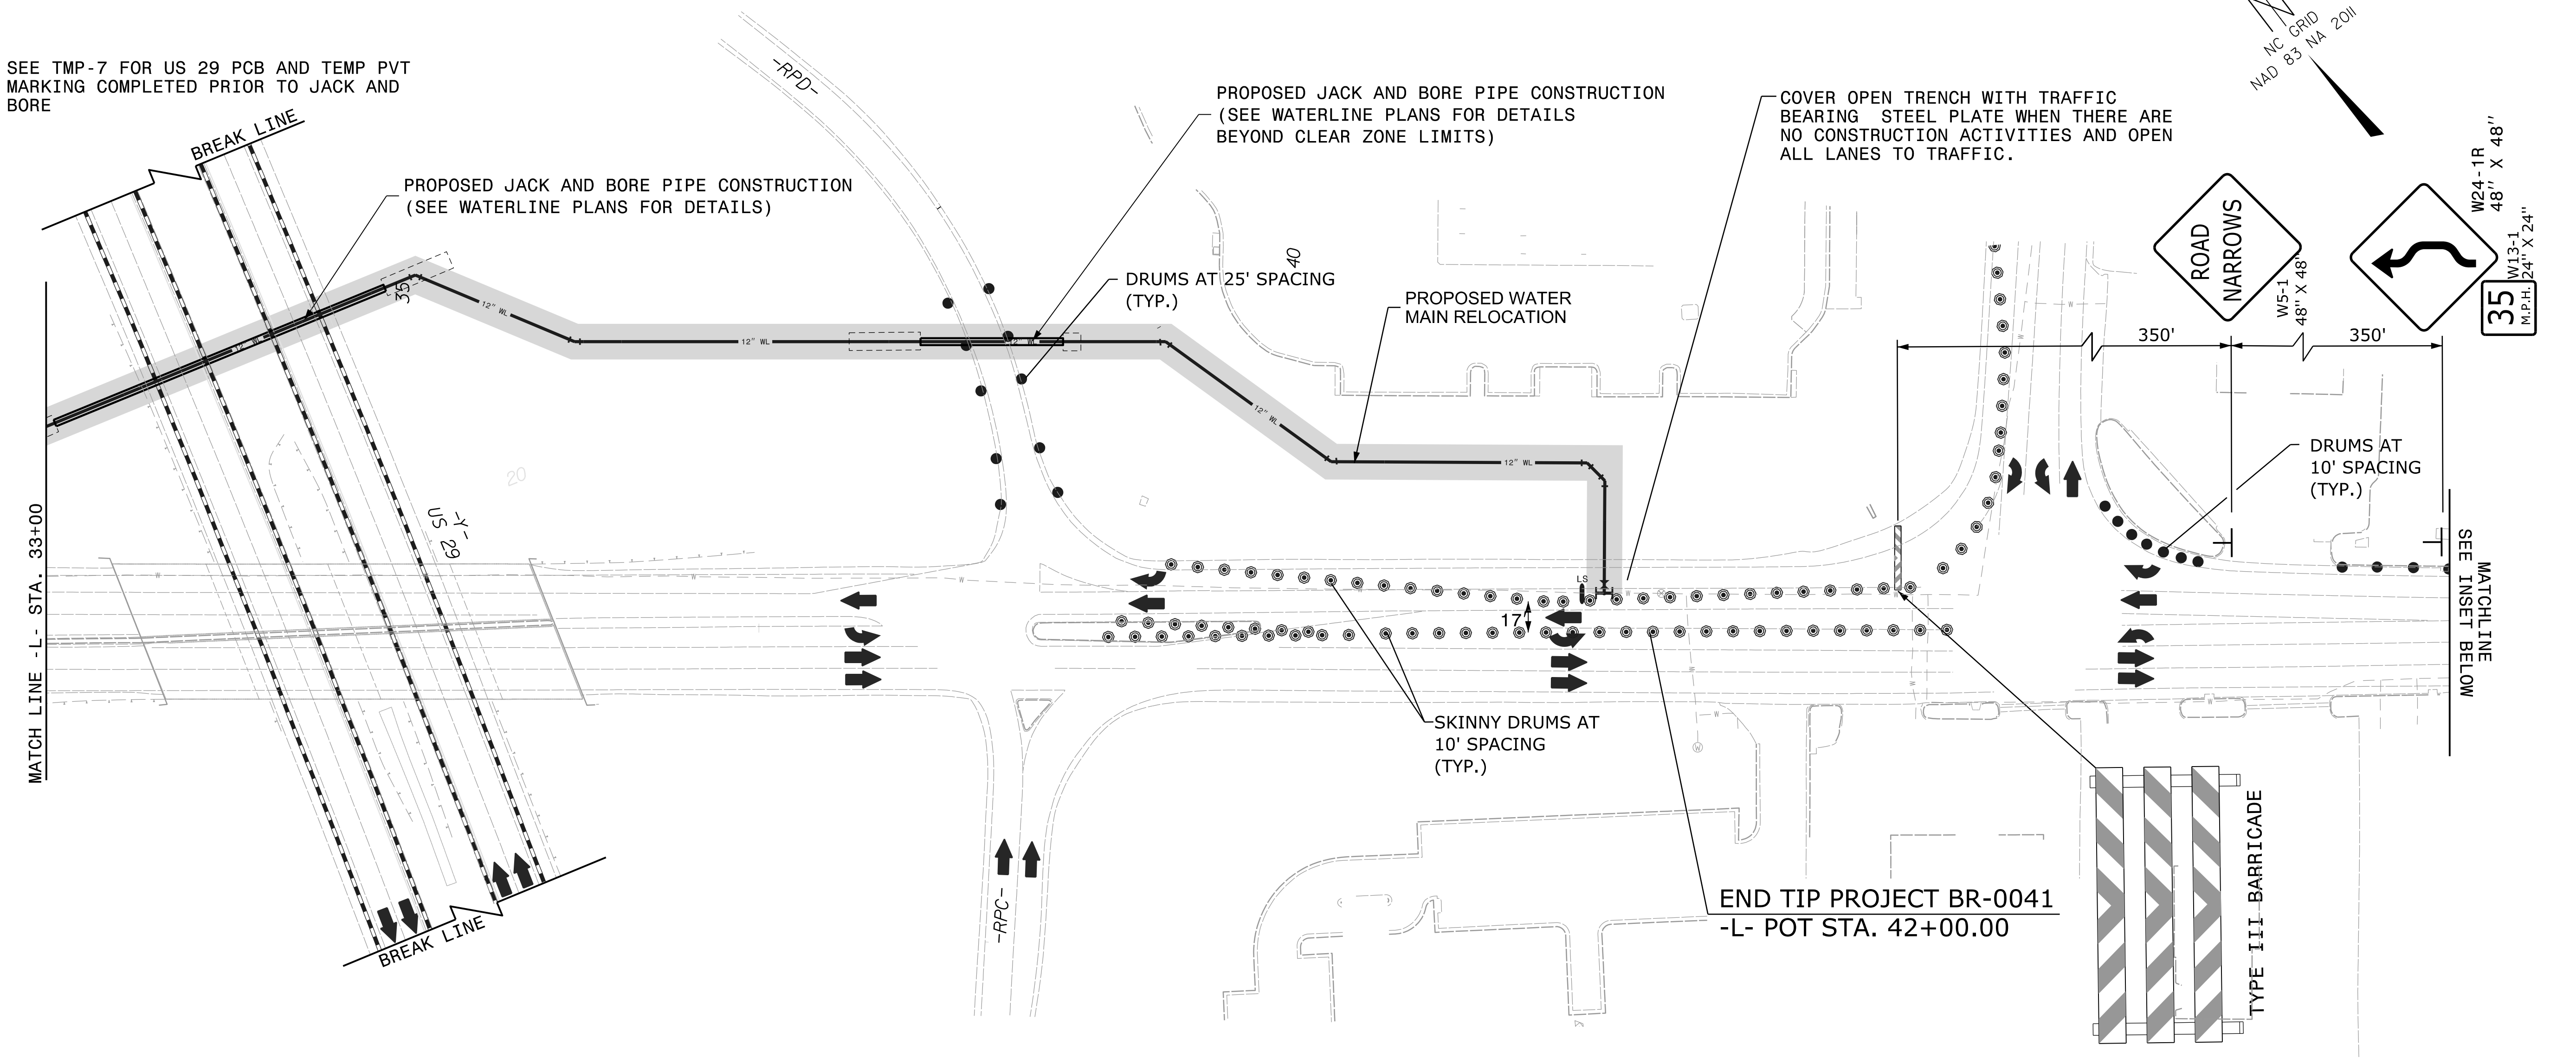 SEE TMP-7 FOR US 29 PCB AND TEMP PVT
MARKING COMPLETED PRIOR TO JACK AND
BORE
BREAK LINE
PROPOSED JACK AND BORE PIPE CONSTRUCTION
(SEE WATERLINE PLANS FOR DETAILS)
-RPD-
PROPOSED JACK AND BORE PIPE CONSTRUCTION
(SEE WATERLINE PLANS FOR DETAILS
BEYOND CLEAR ZONE LIMITS)
COVER OPEN TRENCH WITH TRAFFIC
BEARING STEEL PLATE WHEN THERE ARE
NO CONSTRUCTION ACTIVITIES AND OPEN
ALL LANES TO TRAFFIC.
NC GRID
NAD 83 NA 2011
ROAD
NARROWS
W5-1
48" X 48"
W24-1R
48" X 48"
W13-1
24" X 24"
35
M.P.H.
350'
350'
35
40
DRUMS AT 25' SPACING
(TYP.)
PROPOSED WATER
MAIN RELOCATION
12" WL
12" WL
12" WL
12" WL
20
-Y-
US 29
DRUMS AT
10' SPACING
(TYP.)
MATCH LINE -L- STA. 33+00
MATCHLINE
SEE INSET BELOW
LS
17'
W
W
W
W
W
W
W
W
W
W
W
SKINNY DRUMS AT
10' SPACING
(TYP.)
-RPC-
END TIP PROJECT BR-0041
-L- POT STA. 42+00.00
TYPE III BARRICADE
BREAK LINE